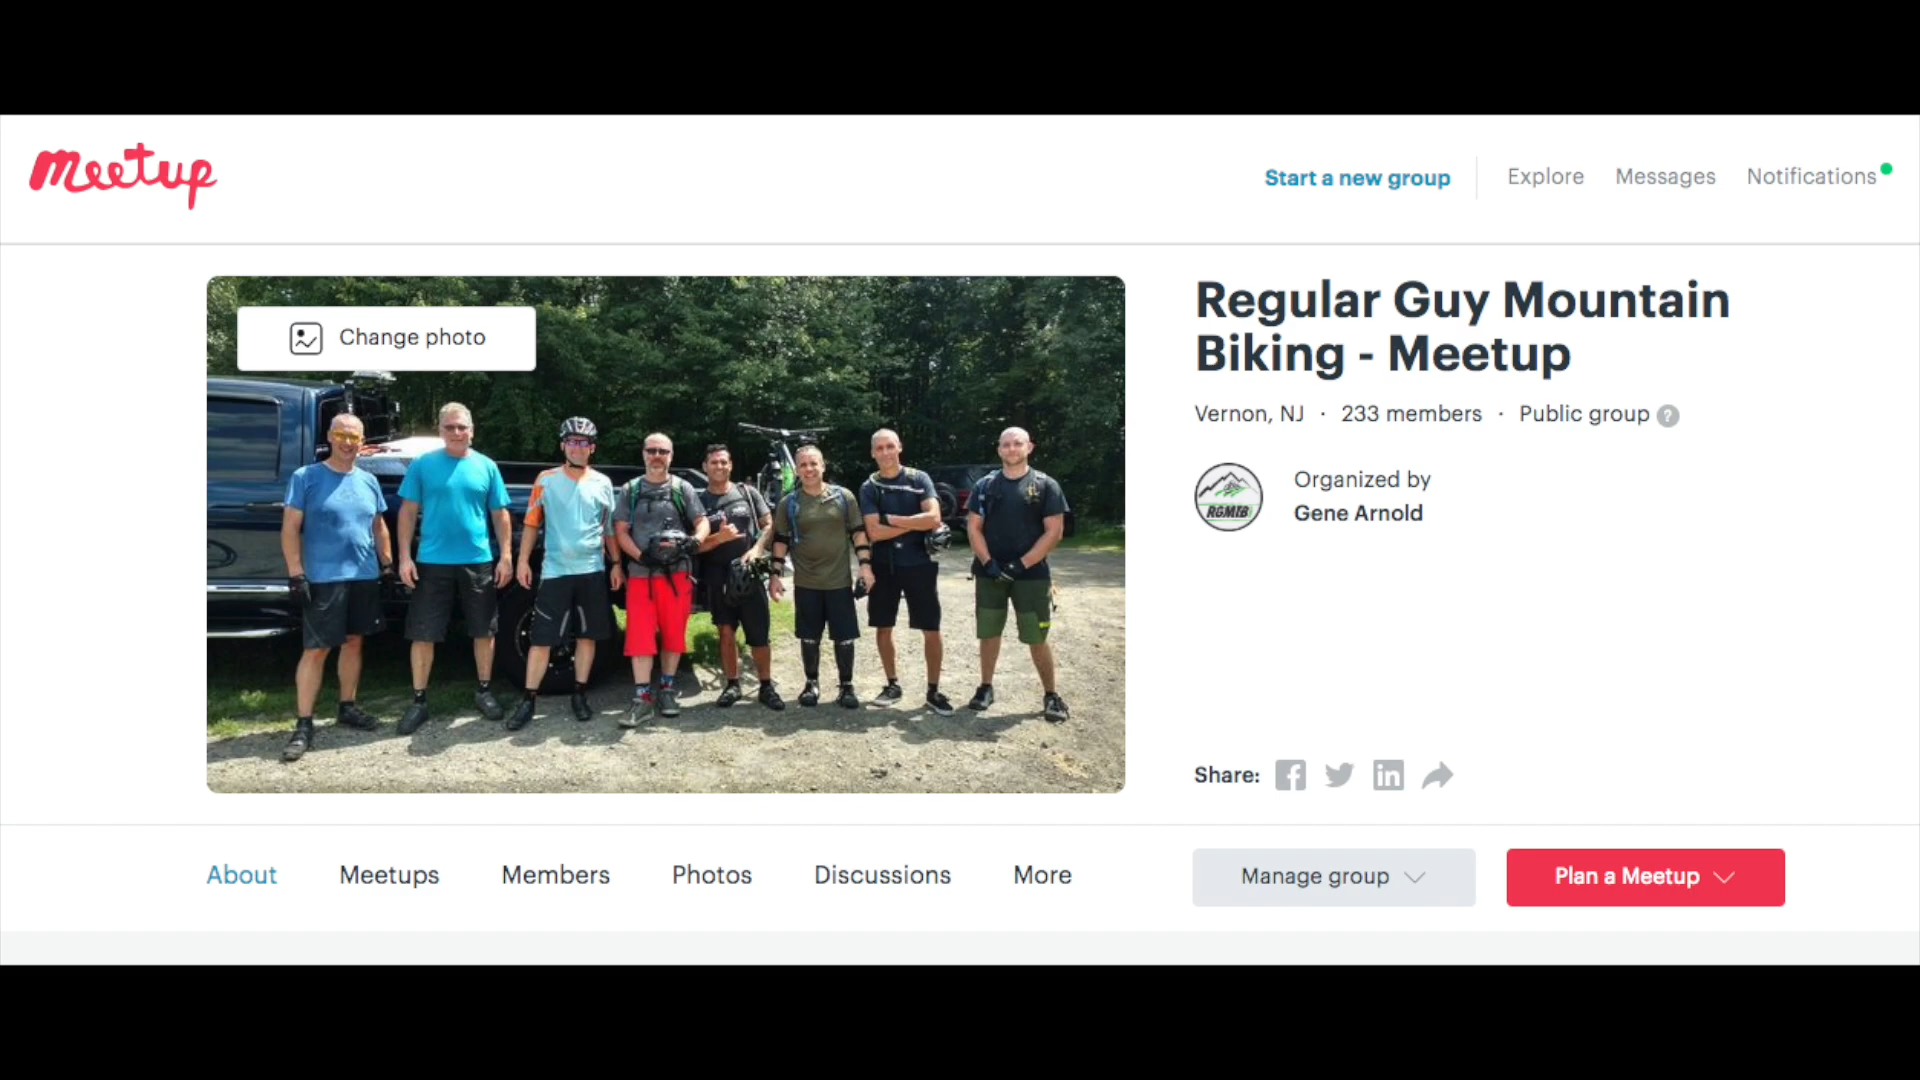 meetup
Start a new group
Explore
Messages
Notifications
Change photo
Regular Guy Mountain
Biking - Meetup
Vernon, NJ · 233 members · Public group ?
RGMTB
Organized by
Gene Arnold
Share:
About
Meetups
Members
Photos
Discussions
More
Manage group
Plan a Meetup